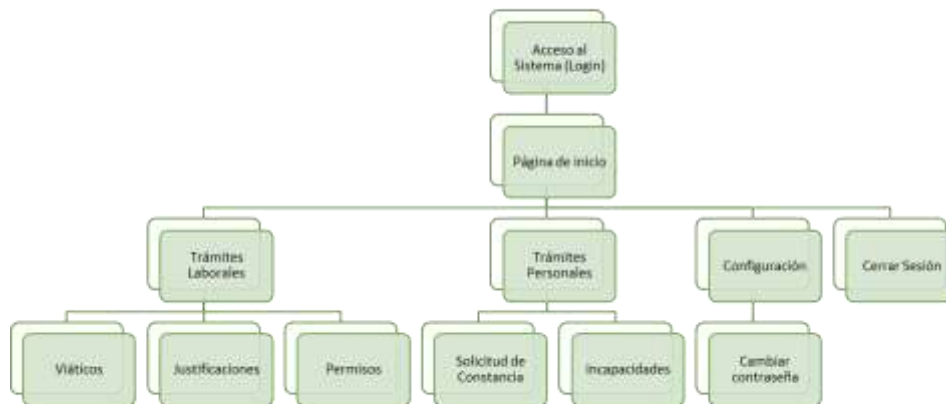 Acceso al
Sistema (Login)
Página de inicio
Trámites
Laborales
Trámites
Personales
Configuración
Cerrar Sesión
Viáticos
Justificaciones
Permisos
Solicitud de
Constancia
Incapacidades
Cambiar
contraseña